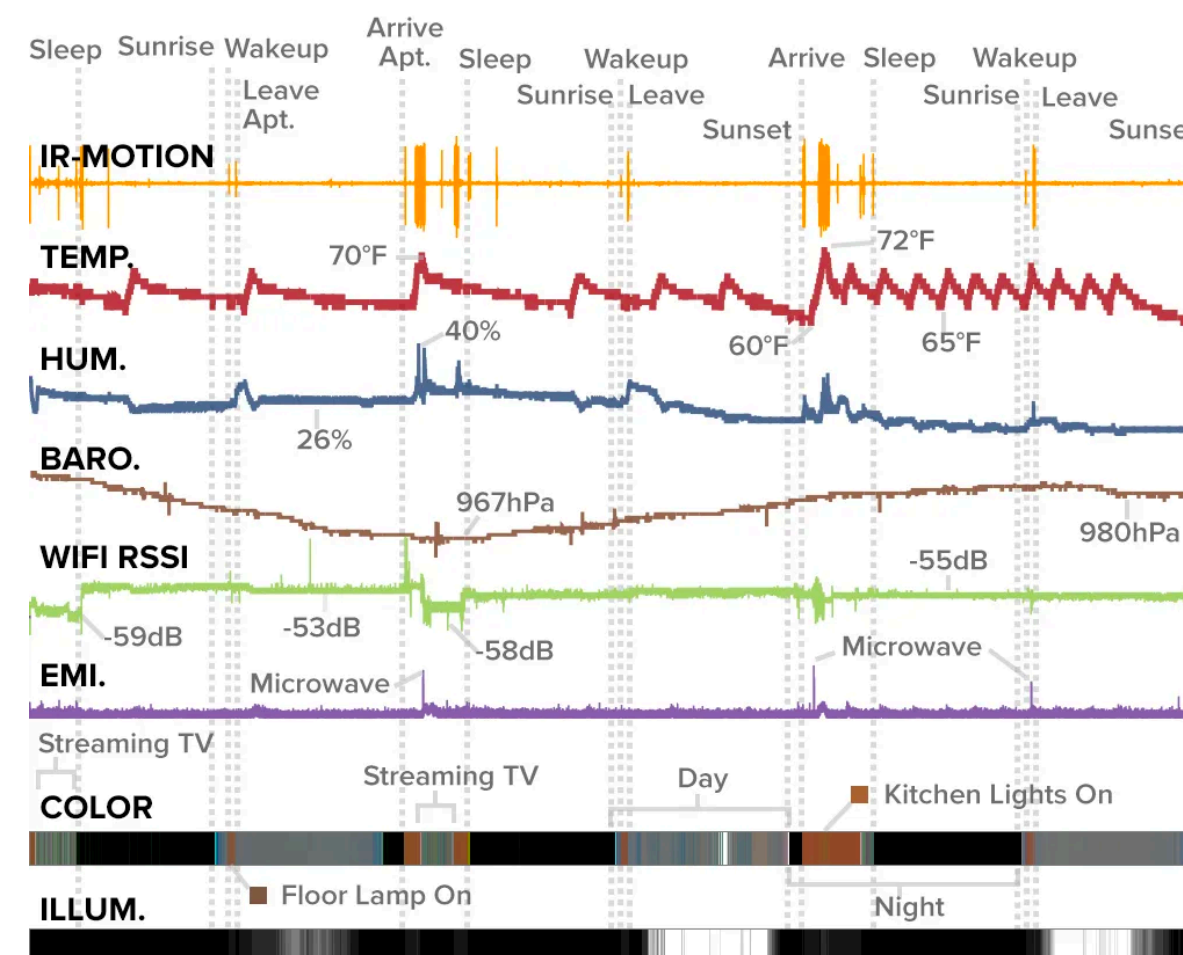 Sleep
Sunrise
Wakeup
Leave
Apt.
Arrive
Apt.
Sleep
Sunrise
Wakeup
Leave
Sunset
Arrive
Sleep
Sunrise
Wakeup
Leave
Sunse
IR-MOTION
TEMP.
70°F
72°F
60°F
65°F
HUM.
40%
26%
BARO.
967hPa
980hPa
WIFI RSSI
-59dB
-53dB
-58dB
-55dB
EMI.
Microwave
Microwave
Streaming TV
Streaming TV
Day
COLOR
Kitchen Lights On
Floor Lamp On
Night
ILLUM.